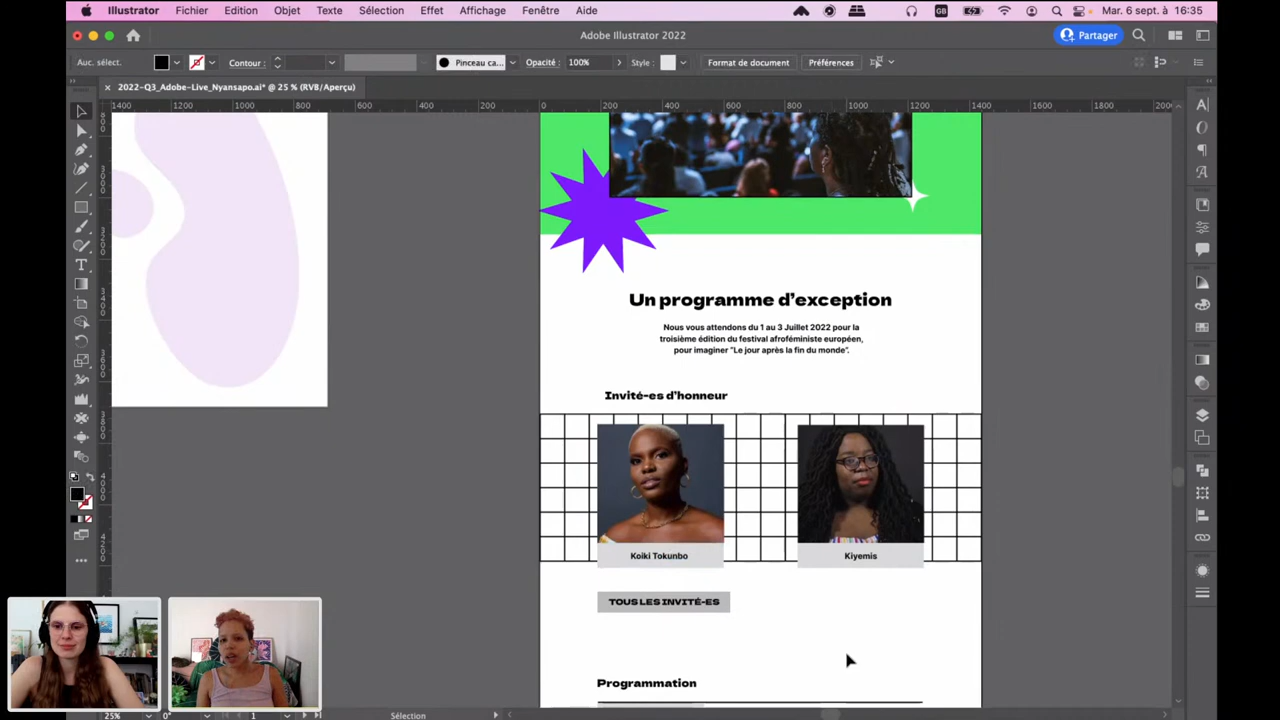 Illustrator Fichier Edition Objet Texte Sélection Effet Affichage Fenêtre Aide GB Mar. 6 sept. à 16:35
Adobe Illustrator 2022 Partager
Auc. sélect. Contour : Pinceau ca... Opacité : 100% Style : Format de document Préférences
× 2022-Q3_Adobe-Live_Nyansapo.ai* @ 25 % (RVB/Aperçu)
1400 1200 1000 800 600 400 200 0 200 400 600 800 1000 1200 1400 1600 1800 2000
Un programme d’exception
Nous vous attendons du 1 au 3 Juillet 2022 pour la
troisième édition du festival afroféministe européen,
pour imaginer “Le jour après la fin du monde”.
Invité-es d’honneur
Koiki Tokunbo
Kiyemis
TOUS LES INVITÉ-ES
Programmation
25% 0° 1 Sélection